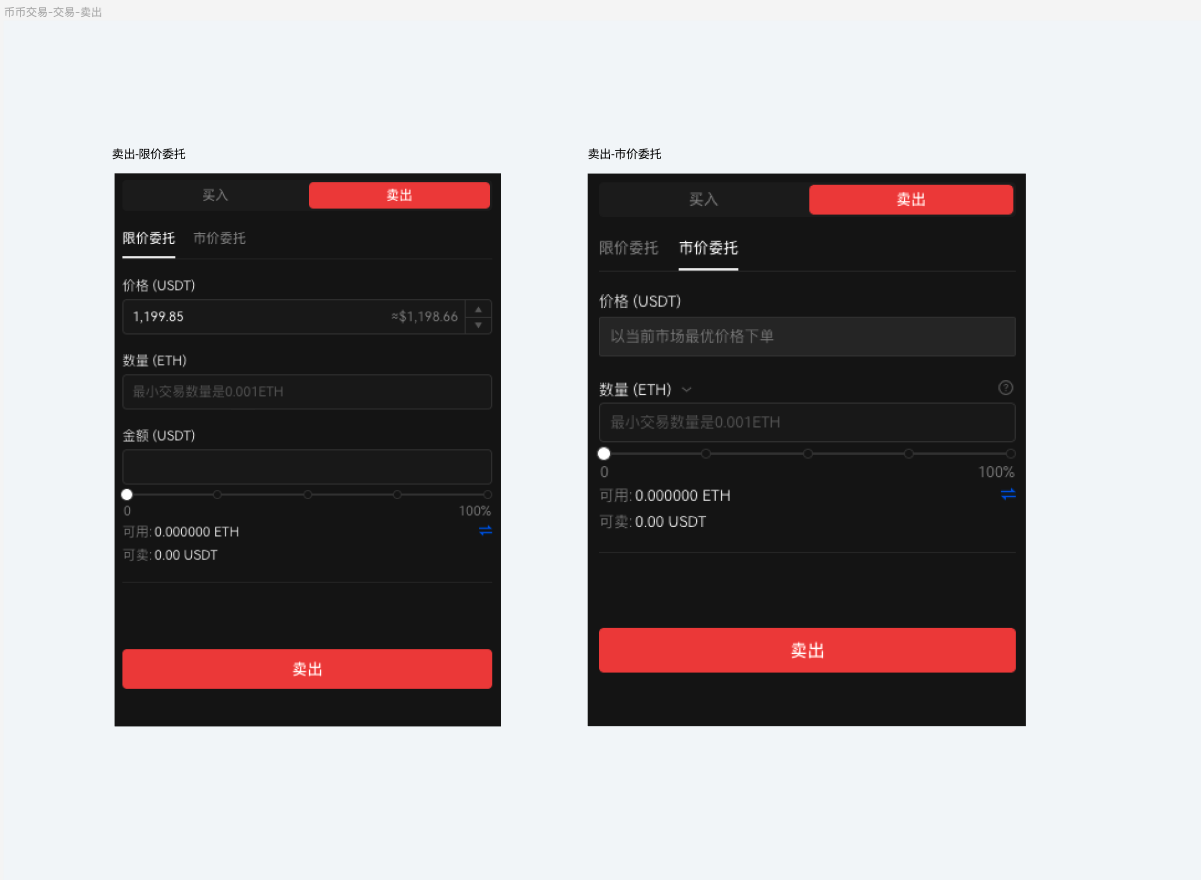 币币交易-交易-卖出
卖出-限价委托
买入 卖出
限价委托 市价委托
价格 (USDT)
1,199.85 ≈$1,198.66
数量 (ETH)
最小交易数量是0.001ETH
金额 (USDT)
0 100%
可用: 0.000000 ETH
可卖: 0.00 USDT
卖出
卖出-市价委托
买入 卖出
限价委托 市价委托
价格 (USDT)
以当前市场最优价格下单
数量 (ETH)
最小交易数量是0.001ETH
0 100%
可用: 0.000000 ETH
可卖: 0.00 USDT
卖出